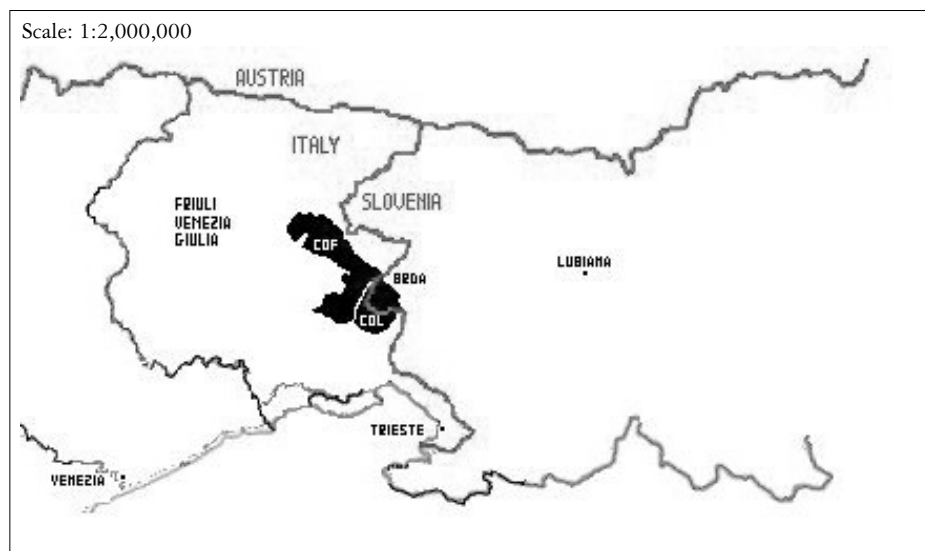 Scale: 1:2,000,000
AUSTRIA
ITALY
SLOVENIA
FRIULI
VENEZIA
GIULIA
COF
LUBIANA
BRDA
COL
TRIESTE
VENEZIA